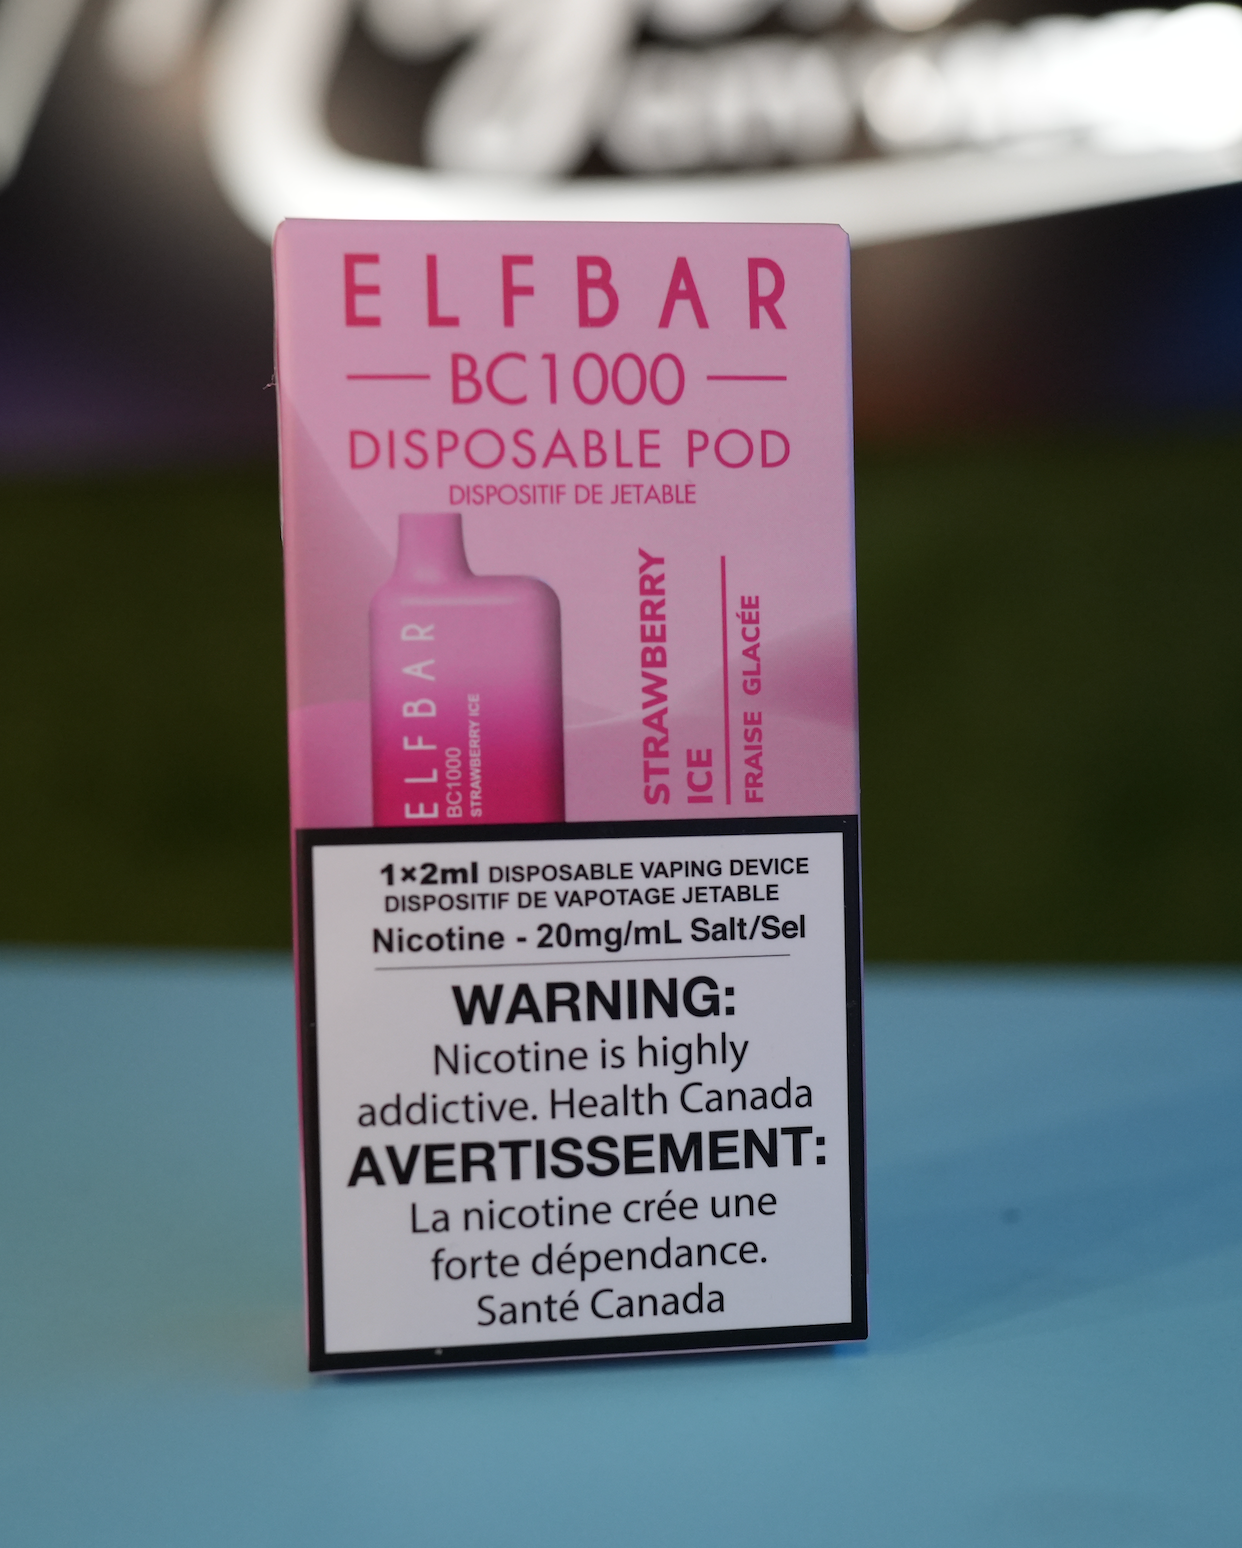 ELFBAR
BC1000
DISPOSABLE POD
DISPOSITIF DE JETABLE
ELFBAR
BC1000
STRAWBERRY ICE
STRAWBERRY
ICE
FRAISE GLACÉE
1×2ml DISPOSABLE VAPING DEVICE
DISPOSITIF DE VAPOTAGE JETABLE
Nicotine - 20mg/mL Salt/Sel
WARNING:
Nicotine is highly
addictive. Health Canada
AVERTISSEMENT:
La nicotine crée une
forte dépendance.
Santé Canada